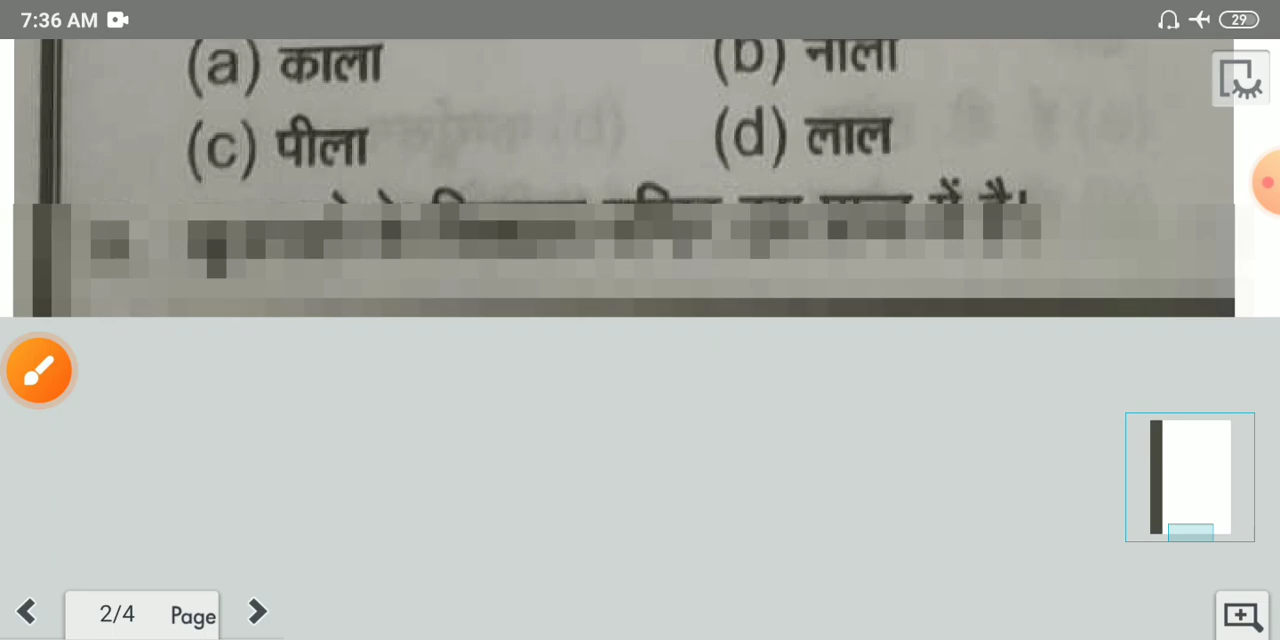 7:36 AM
29
(a) काला
(b) नीला
(c) पीला
(d) लाल
में है।
2/4 Page